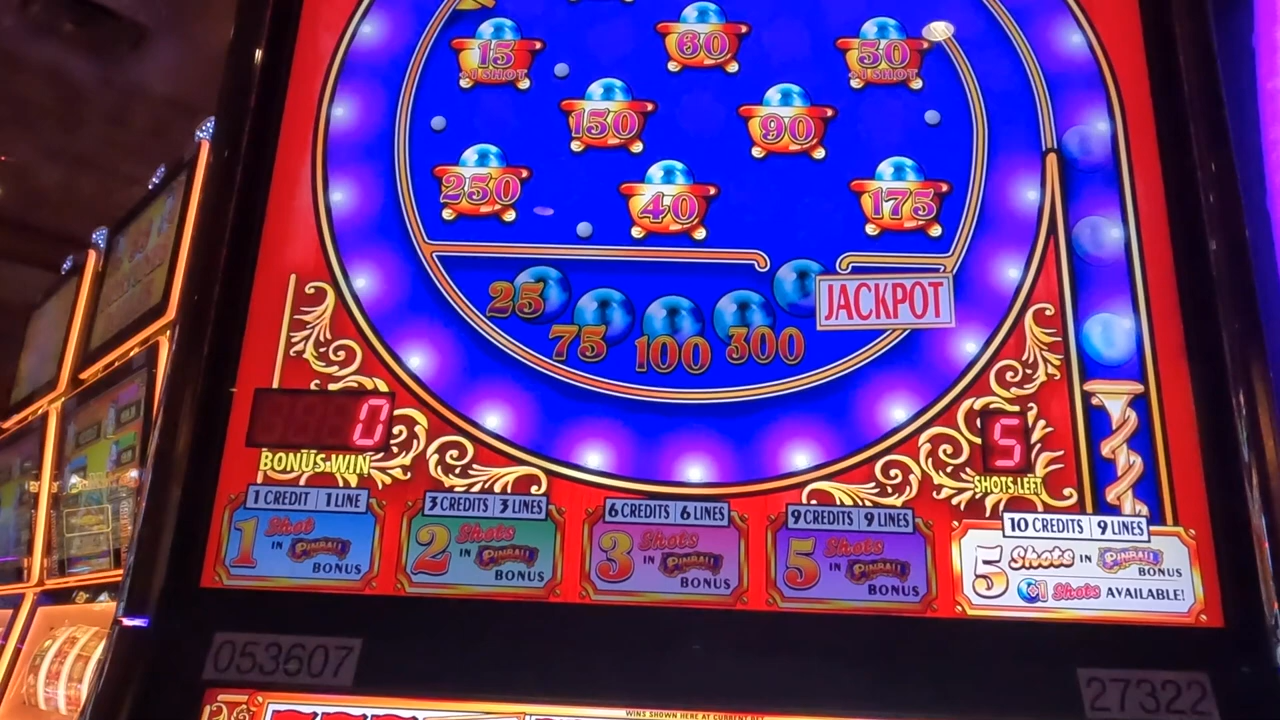 60
15
+1 SHOT
50
+1 SHOT
150
90
250
40
175
25
75
100
300
JACKPOT
0
BONUS WIN
5
SHOTS LEFT
1 CREDIT 1 LINE
1 Shot
IN PINBALL
BONUS
3 CREDITS 3 LINES
2 Shots
IN PINBALL
BONUS
6 CREDITS 6 LINES
3 Shots
IN PINBALL
BONUS
9 CREDITS 9 LINES
5 Shots
IN PINBALL
BONUS
10 CREDITS 9 LINES
5 Shots IN PINBALL
BONUS
+1 Shots AVAILABLE!
053607
27322
WINS SHOWN HERE AT CURRENT BET